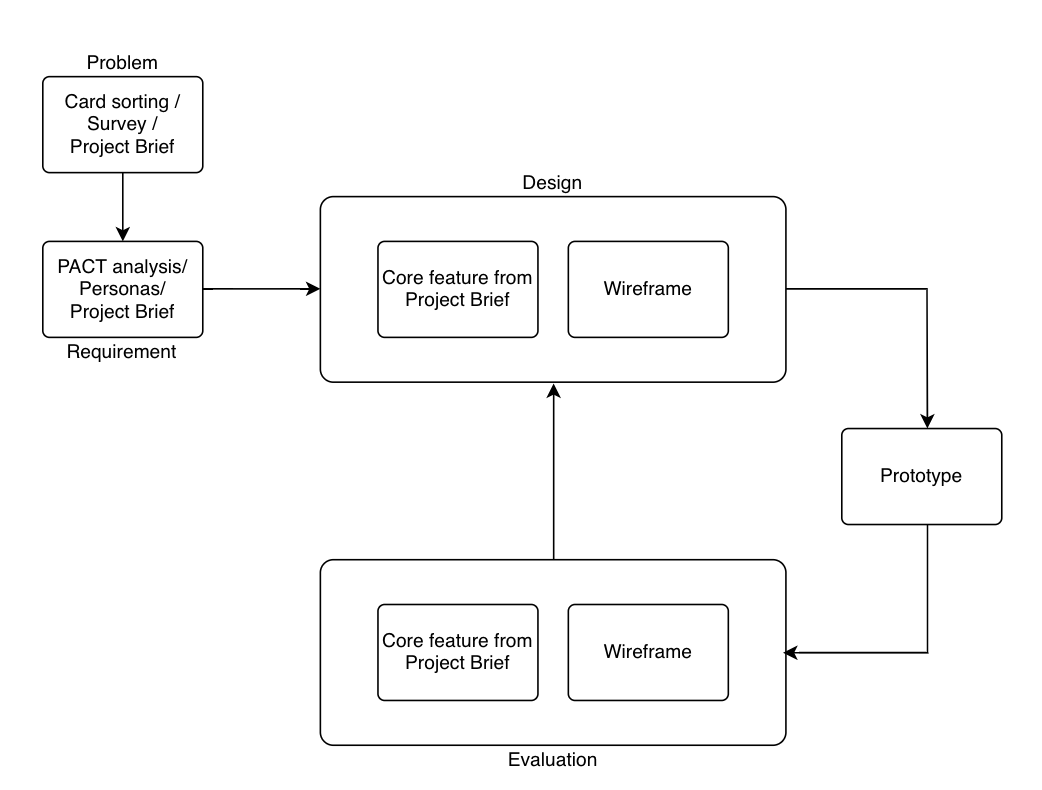 Problem
Card sorting /
Survey /
Project Brief
PACT analysis/
Personas/
Project Brief
Requirement
Design
Core feature from
Project Brief
Wireframe
Prototype
Core feature from
Project Brief
Wireframe
Evaluation